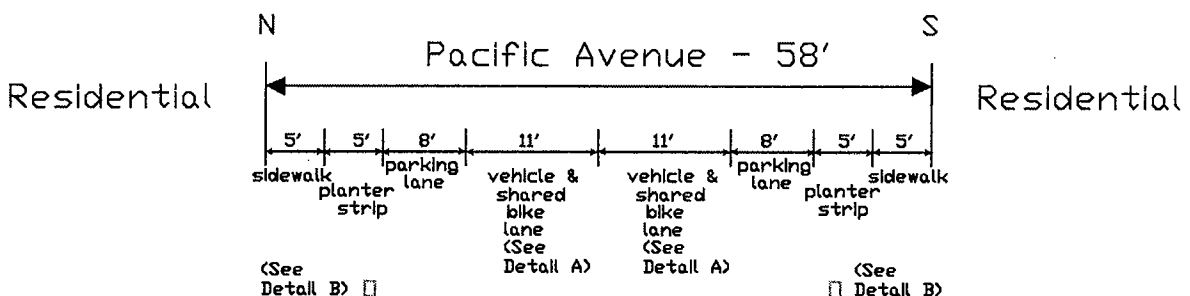 N
S
Pacific Avenue - 58'
Residential
Residential
5'
5'
8'
11'
11'
8'
5'
5'
sidewalk
planter
strip
parking
lane
vehicle &
shared
bike
lane
(See
Detail A)
vehicle &
shared
bike
lane
(See
Detail A)
parking
lane
planter
strip
sidewalk
(See
Detail B)
(See
Detail B)